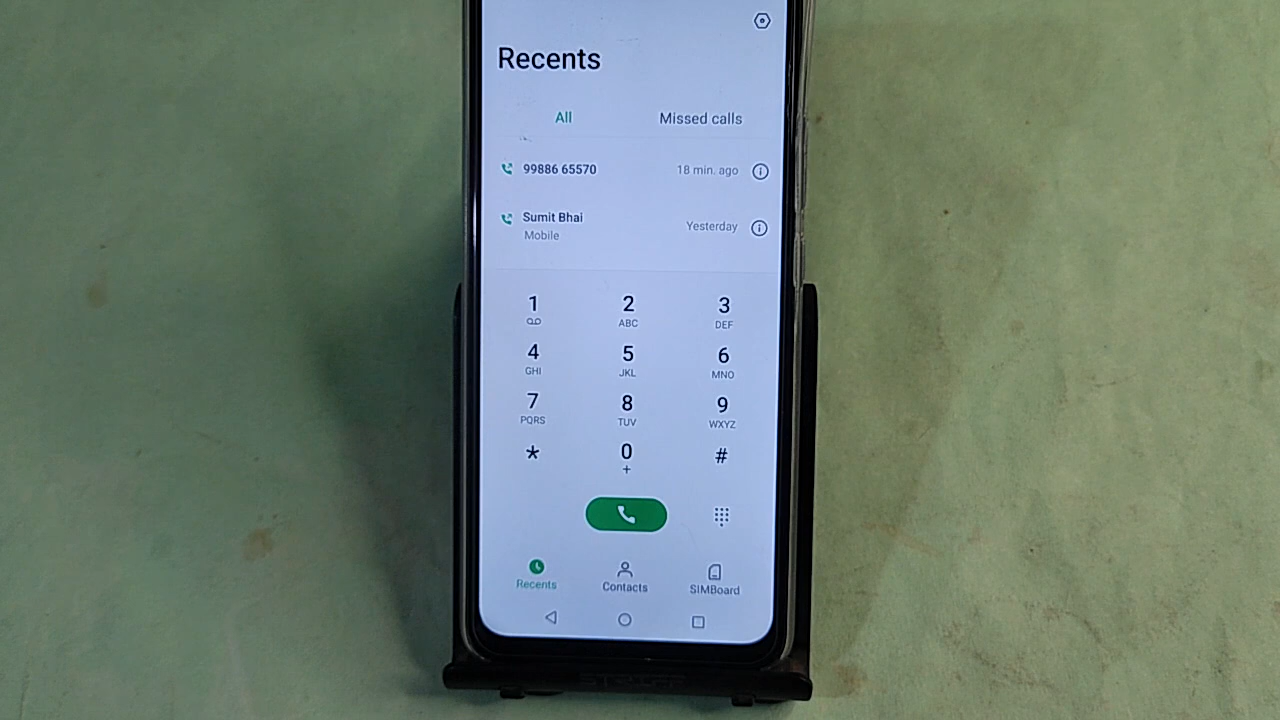 Recents
All Missed calls
99886 65570 18 min. ago
Sumit Bhai Yesterday
Mobile
1 2 3
ABC DEF
4 5 6
GHI JKL MNO
7 8 9
PQRS TUV WXYZ
* 0 #
+
Recents Contacts SIMBoard